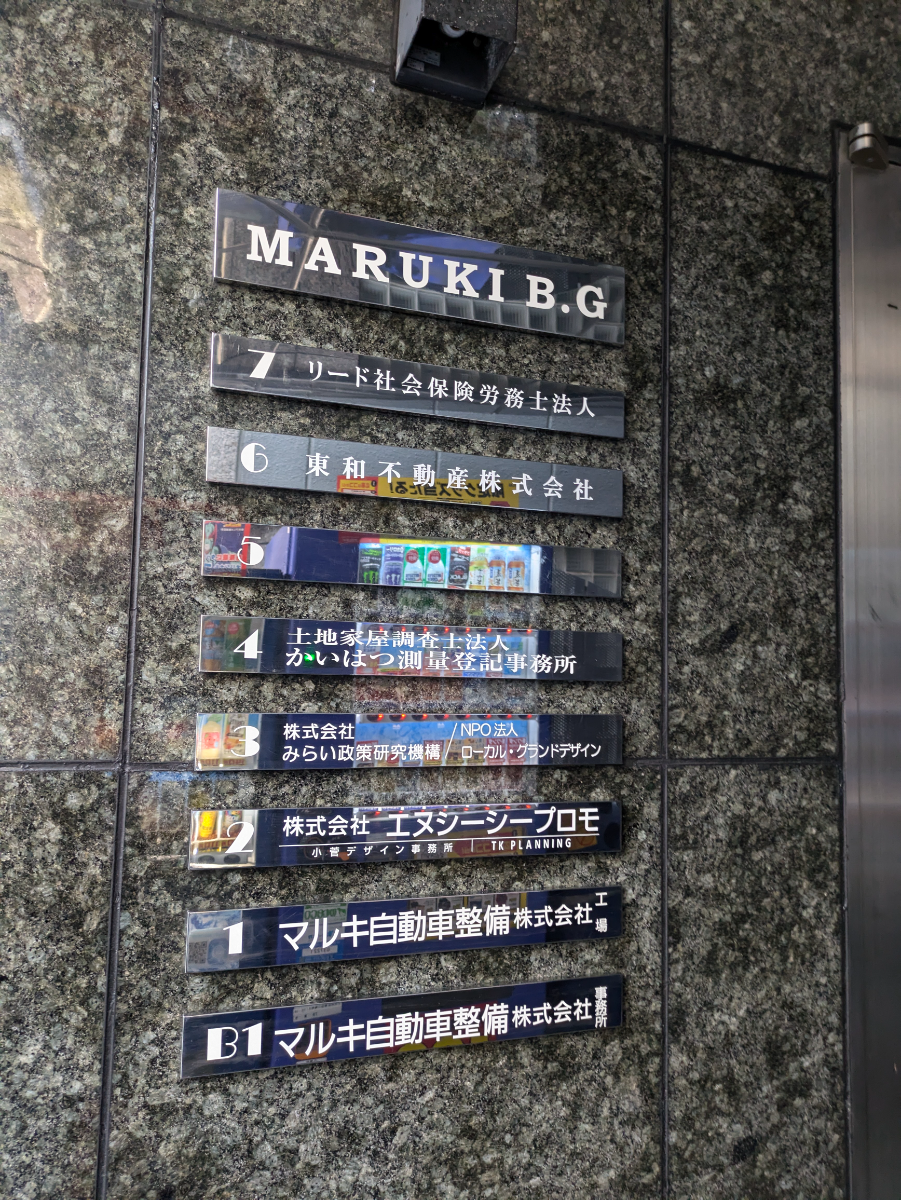 MARUKI B.G
7 リード社会保険労務士法人
6 東和不動産株式会社
5
4 土地家屋調査士法人
かいはつ測量登記事務所
3 株式会社 / NPO法人
みらい政策研究機構 / ローカル・グランドデザイン
2 株式会社 エヌシーシープロモ
小菅デザイン事務所 | TK PLANNING
1 マルキ自動車整備株式会社 工場
B1 マルキ自動車整備株式会社 事務所